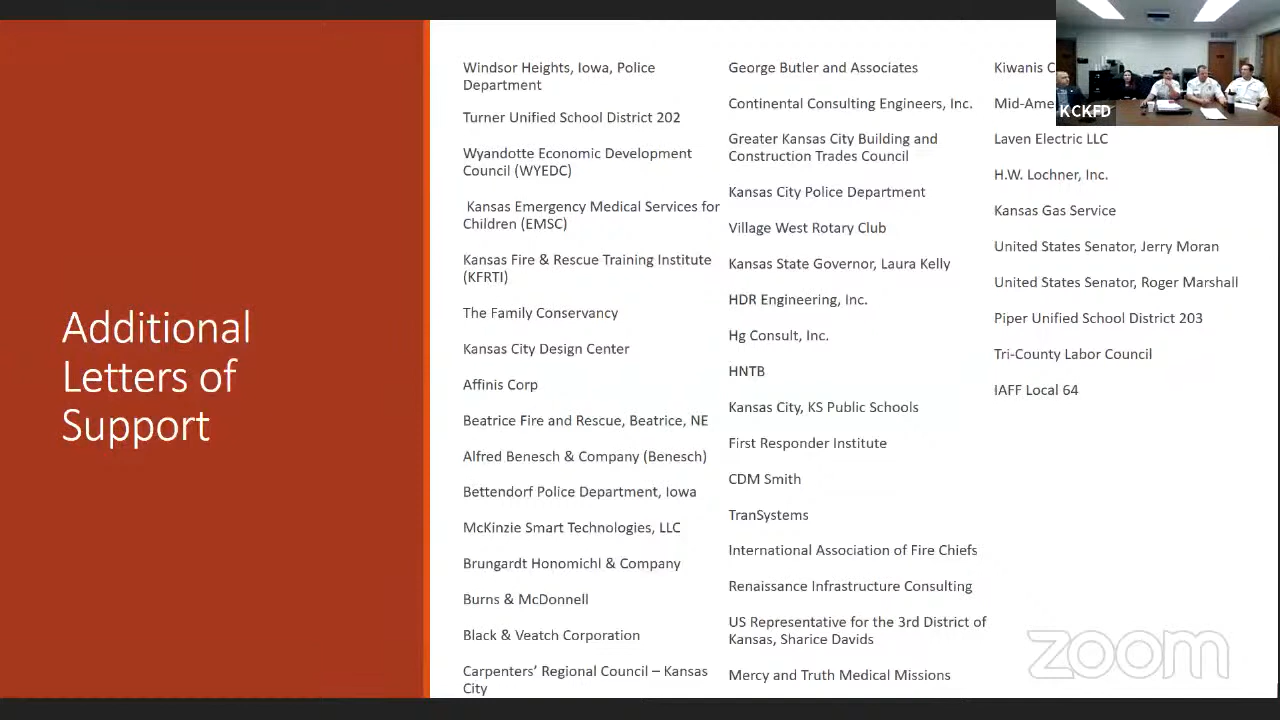 Additional
Letters of
Support
Windsor Heights, Iowa, Police
Department
Turner Unified School District 202
Wyandotte Economic Development
Council (WYEDC)
Kansas Emergency Medical Services for
Children (EMSC)
Kansas Fire & Rescue Training Institute
(KFRTI)
The Family Conservancy
Kansas City Design Center
Affinis Corp
Beatrice Fire and Rescue, Beatrice, NE
Alfred Benesch & Company (Benesch)
Bettendorf Police Department, Iowa
McKinzie Smart Technologies, LLC
Brungardt Honomichl & Company
Burns & McDonnell
Black & Veatch Corporation
Carpenters’ Regional Council – Kansas
City
George Butler and Associates
Continental Consulting Engineers, Inc.
Greater Kansas City Building and
Construction Trades Council
Kansas City Police Department
Village West Rotary Club
Kansas State Governor, Laura Kelly
HDR Engineering, Inc.
Hg Consult, Inc.
HNTB
Kansas City, KS Public Schools
First Responder Institute
CDM Smith
TranSystems
International Association of Fire Chiefs
Renaissance Infrastructure Consulting
US Representative for the 3rd District of
Kansas, Sharice Davids
Mercy and Truth Medical Missions
Kiwanis C
Mid-Ame
Laven Electric LLC
H.W. Lochner, Inc.
Kansas Gas Service
United States Senator, Jerry Moran
United States Senator, Roger Marshall
Piper Unified School District 203
Tri-County Labor Council
IAFF Local 64
KCKFD
zoom